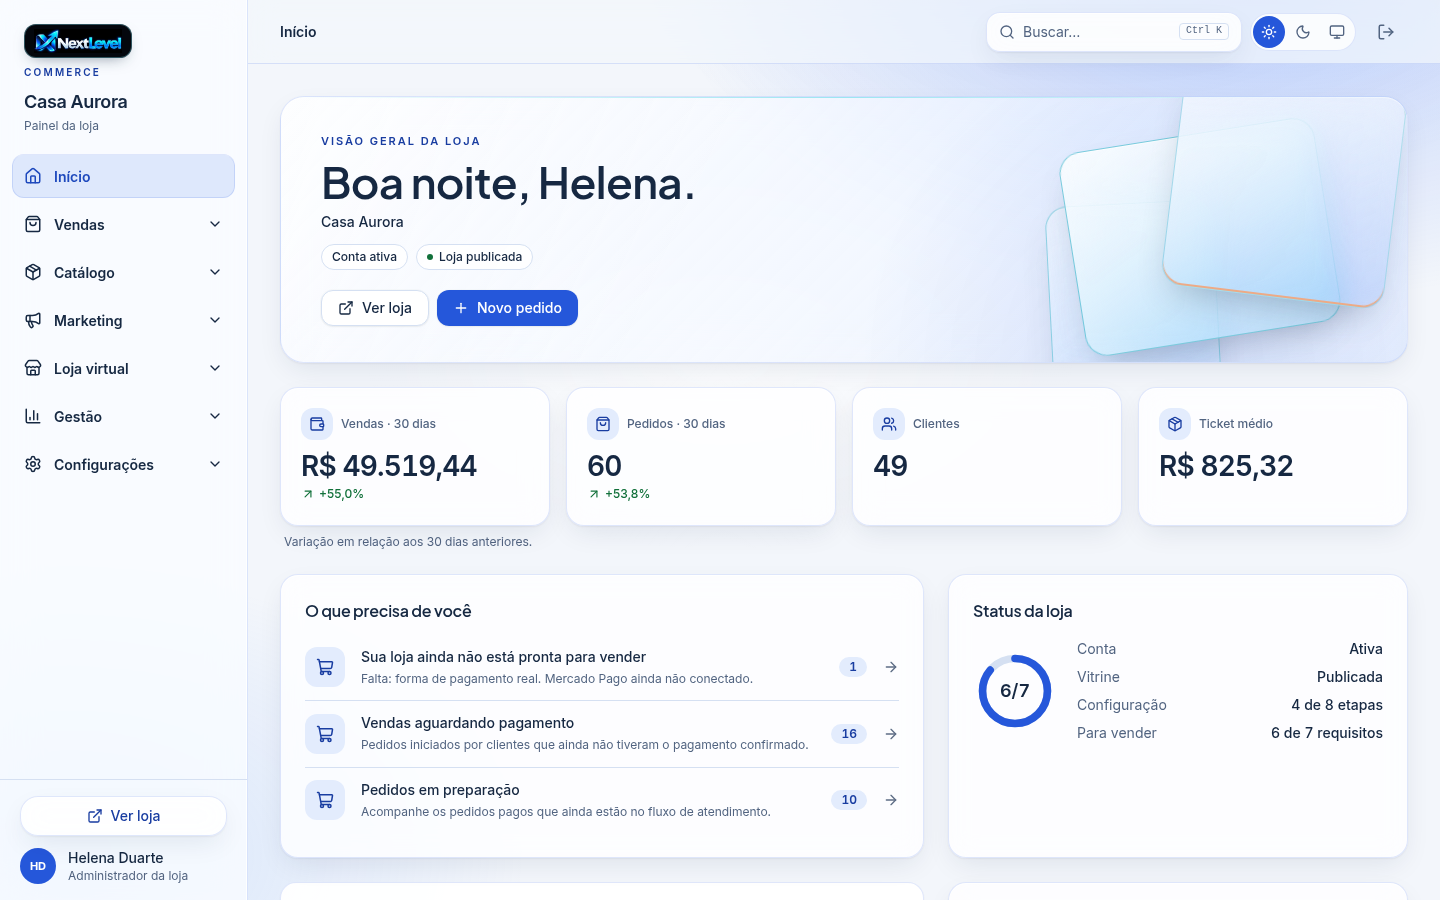 NextLevel
COMMERCE
Casa Aurora
Painel da loja
Início
Vendas
Catálogo
Marketing
Loja virtual
Gestão
Configurações
Ver loja
HD
Helena Duarte
Administrador da loja
Início
Buscar...
Ctrl K
VISÃO GERAL DA LOJA
Boa noite, Helena.
Casa Aurora
Conta ativa
Loja publicada
Ver loja
Novo pedido
Vendas · 30 dias
R$ 49.519,44
+55,0%
Pedidos · 30 dias
60
+53,8%
Clientes
49
Ticket médio
R$ 825,32
Variação em relação aos 30 dias anteriores.
O que precisa de você
Sua loja ainda não está pronta para vender
Falta: forma de pagamento real. Mercado Pago ainda não conectado.
1
Vendas aguardando pagamento
Pedidos iniciados por clientes que ainda não tiveram o pagamento confirmado.
16
Pedidos em preparação
Acompanhe os pedidos pagos que ainda estão no fluxo de atendimento.
10
Status da loja
6/7
Conta Ativa
Vitrine Publicada
Configuração 4 de 8 etapas
Para vender 6 de 7 requisitos